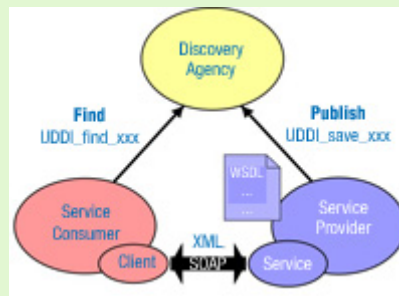 Discovery
Agency
Find
UDDI_find_xxx
Publish
UDDI_save_xxx
WSDL
...
...
Service
Consumer
Client
XML
SOAP
Service
Provider
Service